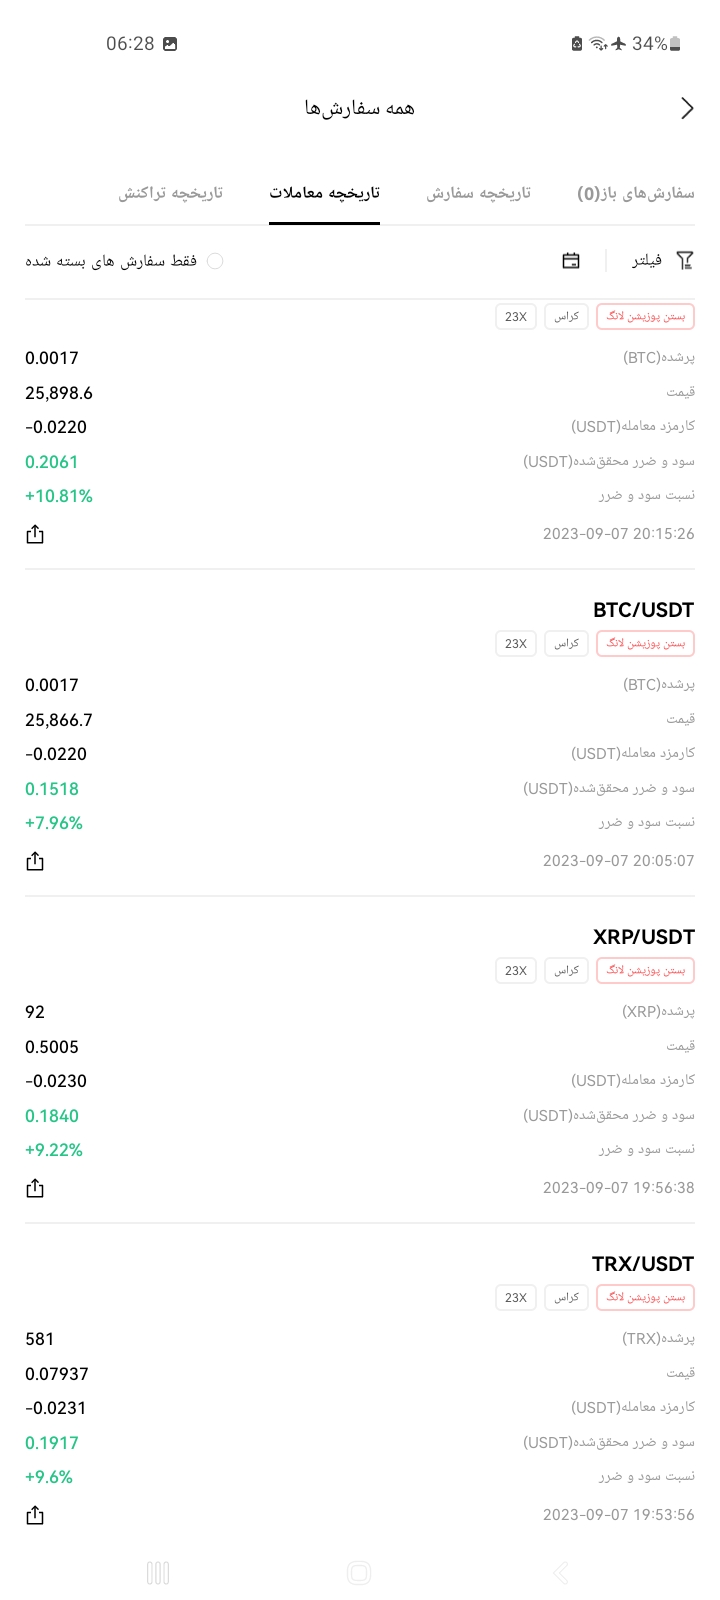 06:28 34%
همه سفارش‌ها
سفارش‌های باز(0) تاریخچه سفارش تاریخچه معاملات تاریخچه تراکنش
فیلتر فقط سفارش های بسته شده
بستن پوزیشن لانگ کراس 23X
پرشده(BTC) 0.0017
قیمت 25,898.6
کارمزد معامله(USDT) -0.0220
سود و ضرر محقق‌شده(USDT) 0.2061
نسبت سود و ضرر +10.81%
2023-09-07 20:15:26
BTC/USDT
بستن پوزیشن لانگ کراس 23X
پرشده(BTC) 0.0017
قیمت 25,866.7
کارمزد معامله(USDT) -0.0220
سود و ضرر محقق‌شده(USDT) 0.1518
نسبت سود و ضرر +7.96%
2023-09-07 20:05:07
XRP/USDT
بستن پوزیشن لانگ کراس 23X
پرشده(XRP) 92
قیمت 0.5005
کارمزد معامله(USDT) -0.0230
سود و ضرر محقق‌شده(USDT) 0.1840
نسبت سود و ضرر +9.22%
2023-09-07 19:56:38
TRX/USDT
بستن پوزیشن لانگ کراس 23X
پرشده(TRX) 581
قیمت 0.07937
کارمزد معامله(USDT) -0.0231
سود و ضرر محقق‌شده(USDT) 0.1917
نسبت سود و ضرر +9.6%
2023-09-07 19:53:56